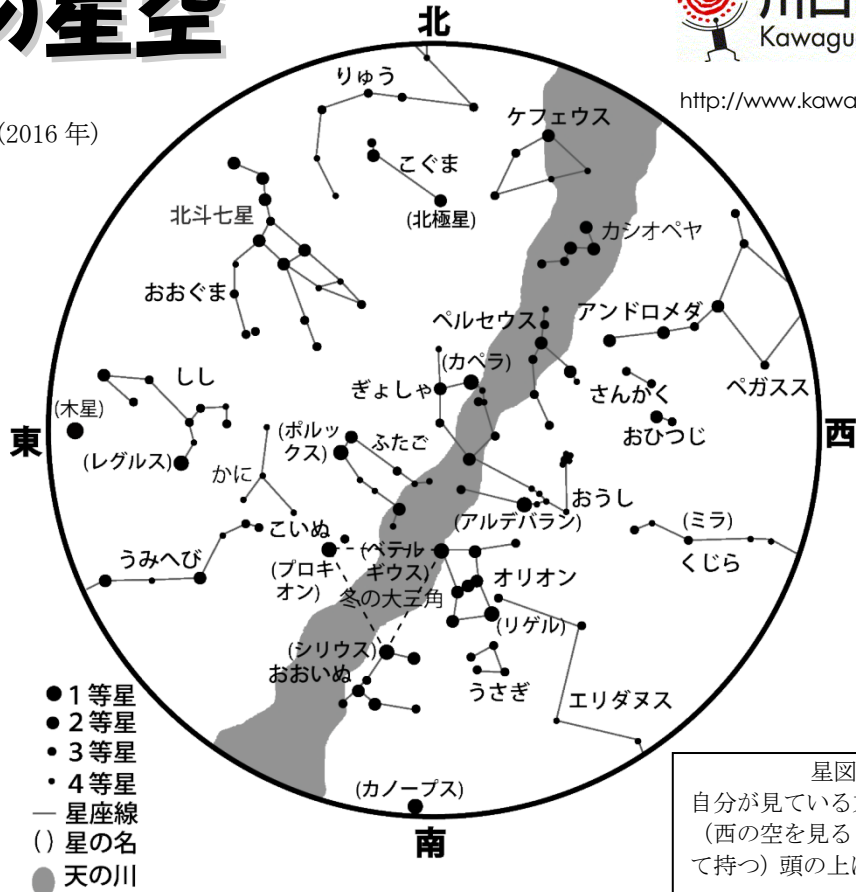 の星空
川口
Kawagu
http://www.kawa
(2016 年)
北
りゅう
ケフェウス
こぐま
(北極星)
北斗七星
カシオペヤ
おおぐま
アンドロメダ
ペルセウス
(カペラ)
ぎょしゃ
さんかく
ペガスス
しし
(木星)
おひつじ
東
西
(ポルッ
クス)
ふたご
(レグルス)
かに
おうし
(アルデバラン)
(ミラ)
くじら
こいぬ
うみへび
(プロキ
オン)
(ベテル
ギウス)
オリオン
冬の大三角
(リゲル)
(シリウス)
おおいぬ
うさぎ
エリダヌス
(カノープス)
南
1等星
2等星
3等星
4等星
― 星座線
() 星の名
天の川
星図
自分が見ている
(西の空を見る
て持つ) 頭の上